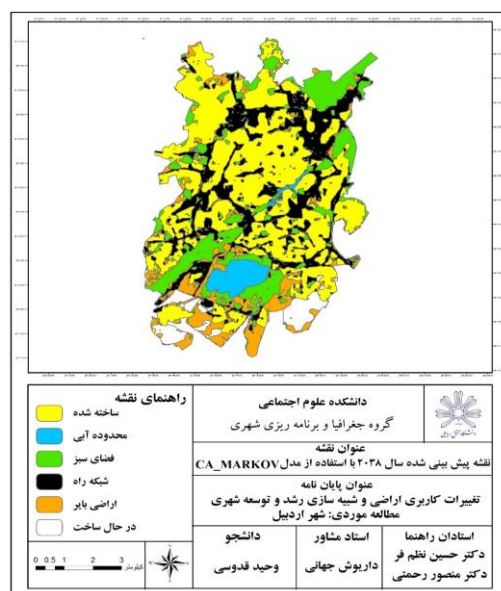 راهنمای نقشه
ساخته شده
محدوده آبی
فضای سبز
شبکه راه
اراضی بایر
در حال ساخت
0 0.5 1 2 3
کیلومتر
دانشکده علوم اجتماعی
گروه جغرافیا و برنامه ریزی شهری
عنوان نقشه
نقشه پیش بینی شده سال ۲۰۳۸ با استفاده از مدل CA_MARKOV
عنوان پایان نامه
تغییرات کاربری اراضی و شبیه سازی رشد و توسعه شهری
مطالعه موردی: شهر اردبیل
استادان راهنما
دکتر حسین نظم فر
دکتر منصور رحمتی
استاد مشاور
داریوش جهانی
دانشجو
وحید قدوسی